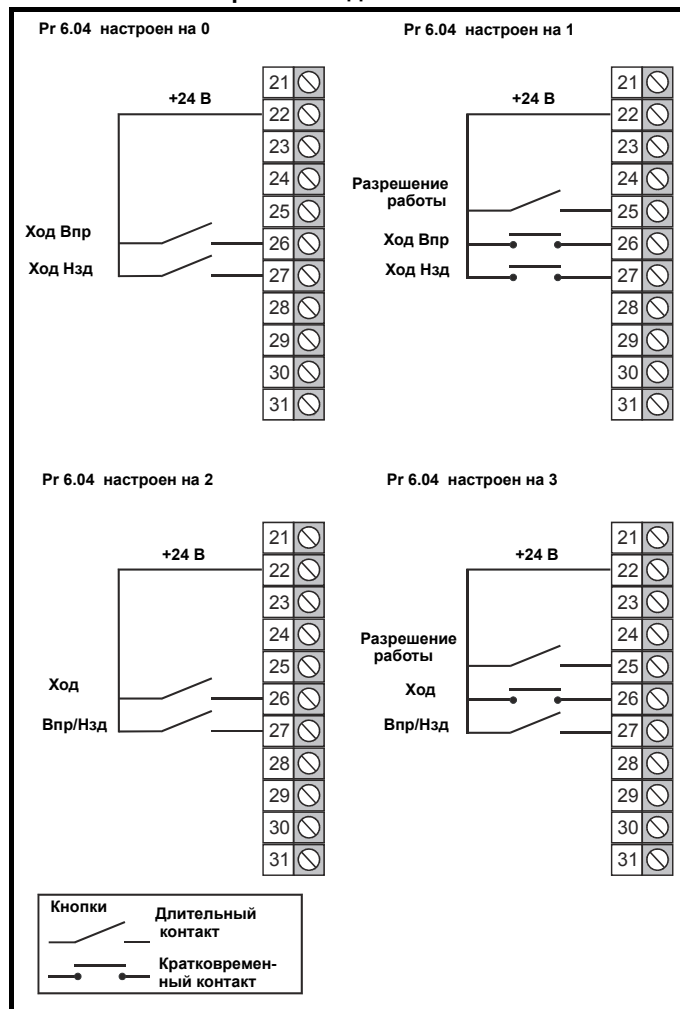 Pr 6.04 настроен на 0
+24 В
Ход Впр
Ход Нзд
21
22
23
24
25
26
27
28
29
30
31
Pr 6.04 настроен на 1
+24 В
Разрешение
работы
Ход Впр
Ход Нзд
21
22
23
24
25
26
27
28
29
30
31
Pr 6.04 настроен на 2
+24 В
Ход
Впр/Нзд
21
22
23
24
25
26
27
28
29
30
31
Pr 6.04 настроен на 3
+24 В
Разрешение
работы
Ход
Впр/Нзд
21
22
23
24
25
26
27
28
29
30
31
Кнопки
Длительный
контакт
Кратковремен-
ный контакт